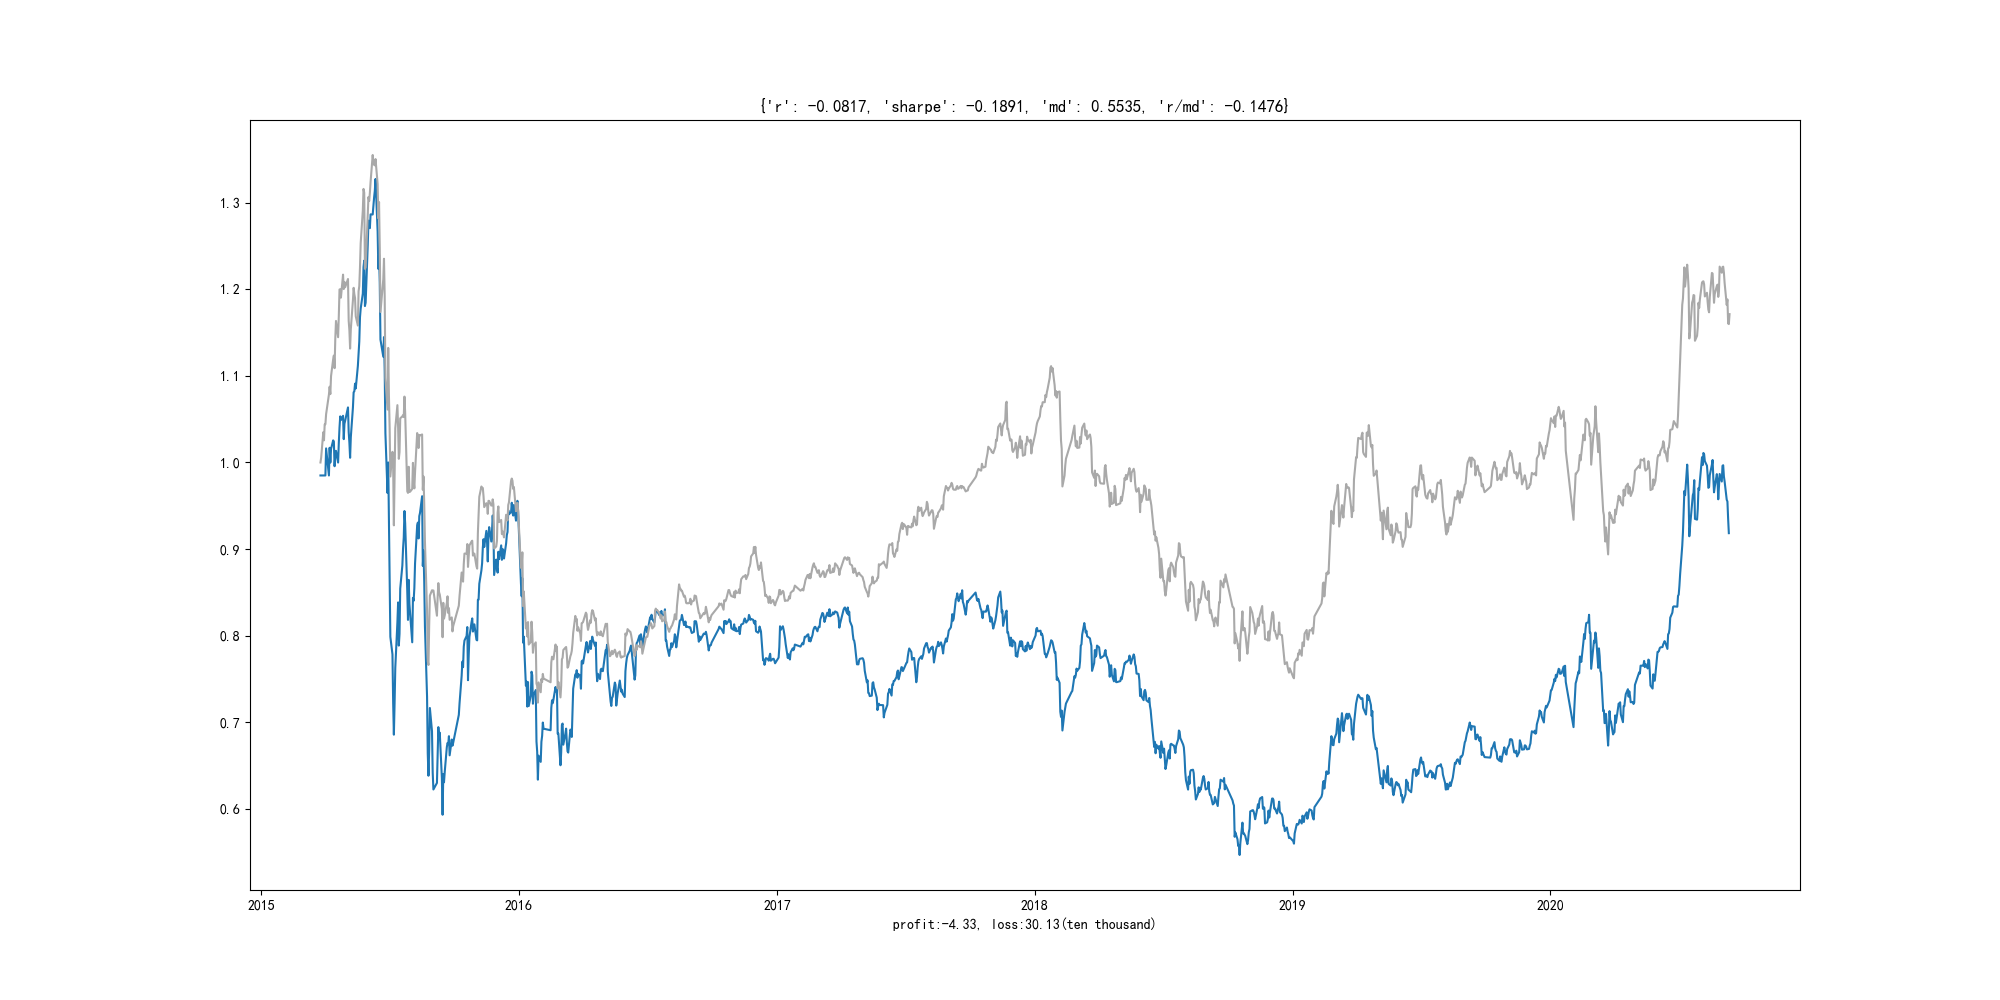 {'r': -0.0817, 'sharpe': -0.1891, 'md': 0.5535, 'r/md': -0.1476}
1.3
1.2
1.1
1.0
0.9
0.8
0.7
0.6
2015 2016 2017 2018 2019 2020
profit:-4.33, loss:30.13(ten thousand)